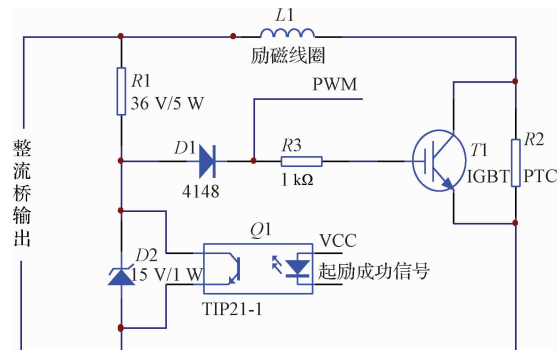 L1
励磁线圈
R1
36 V/5 W
PWM
整流桥输出
D1
4148
R3
1 kΩ
T1
IGBT
R2
PTC
Q1
VCC
起励成功信号
TIP21-1
D2
15 V/1 W